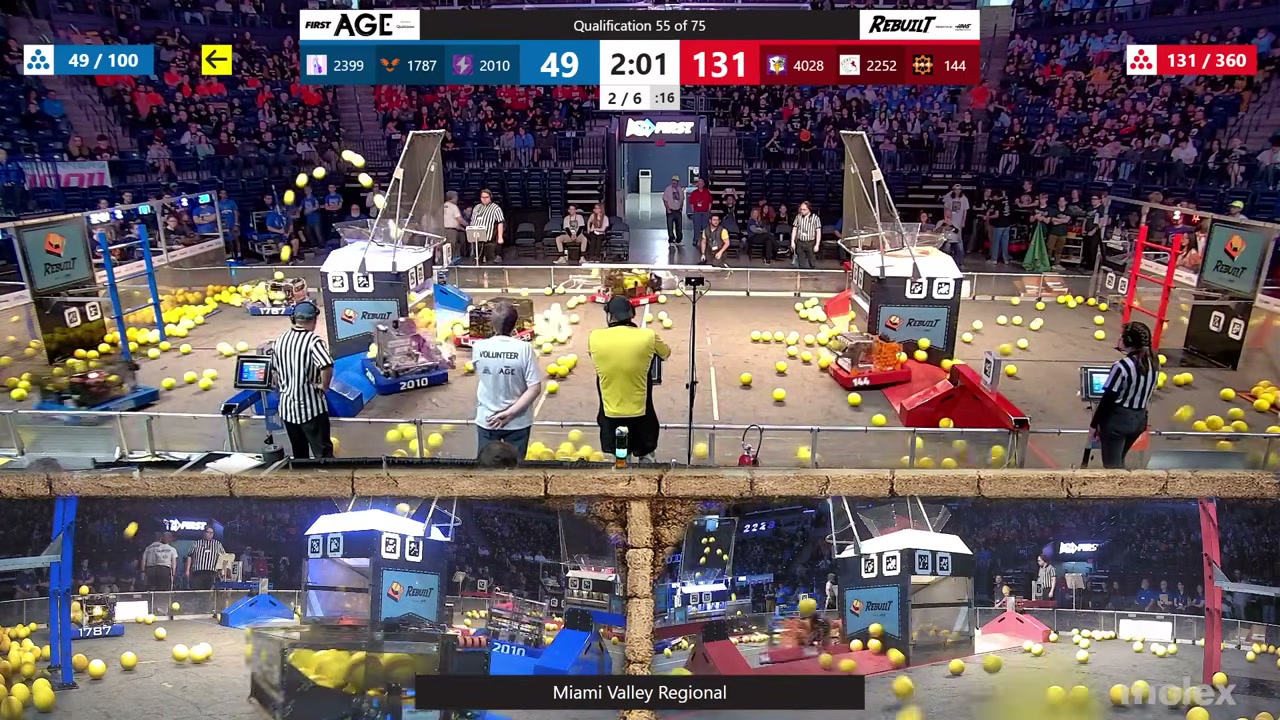 FIRST AGE
Qualification 55 of 75
REBUILT
49 / 100
2399
1787
2010
49
2:01
131
4028
2252
144
131 / 360
2 / 6
:16
FIRST
REBUILT
REBUILT
1787
REBUILT
REBUILT
VOLUNTEER
AGE
2010
144
FIRST
REBUILT
REBUILT
1787
2010
Miami Valley Regional
molex